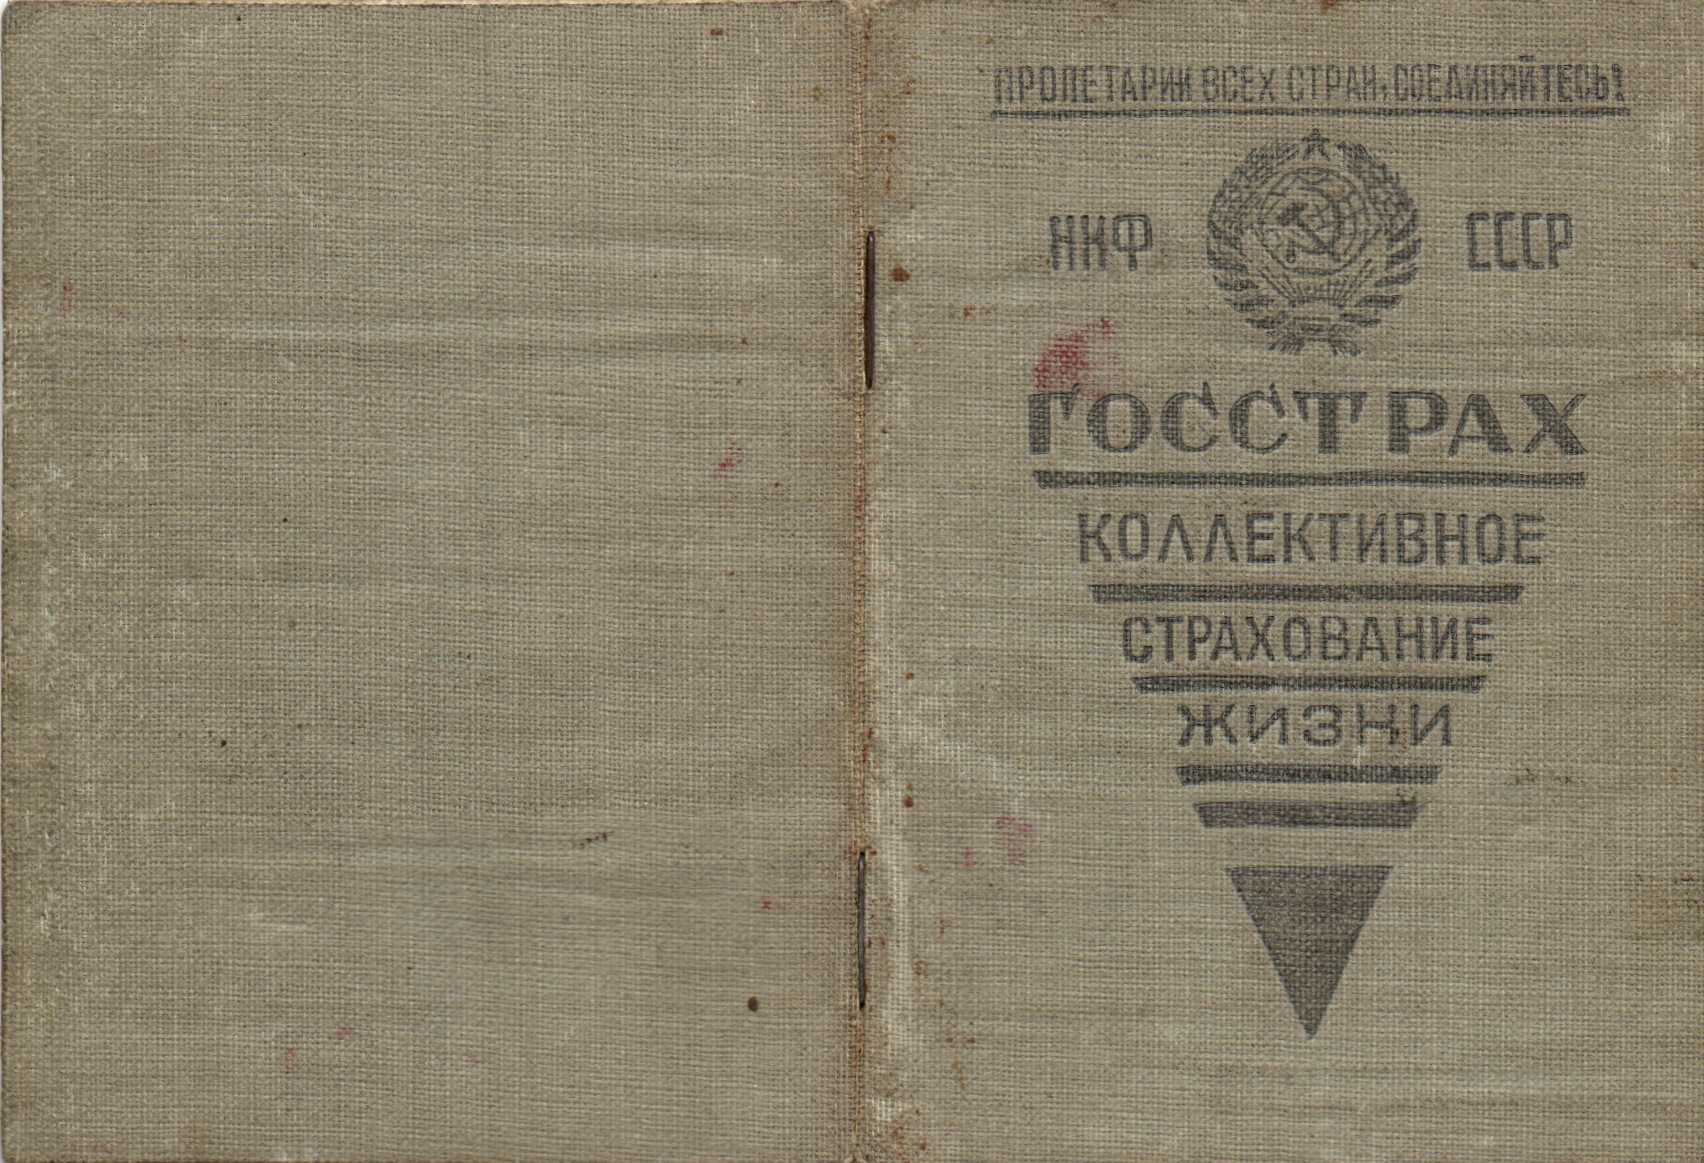 ПРОЛЕТАРИИ ВСЕХ СТРАН, СОЕДИНЯЙТЕСЬ!
НКФ СССР
ГОССТРАХ
КОЛЛЕКТИВНОЕ
СТРАХОВАНИЕ
ЖИЗНИ